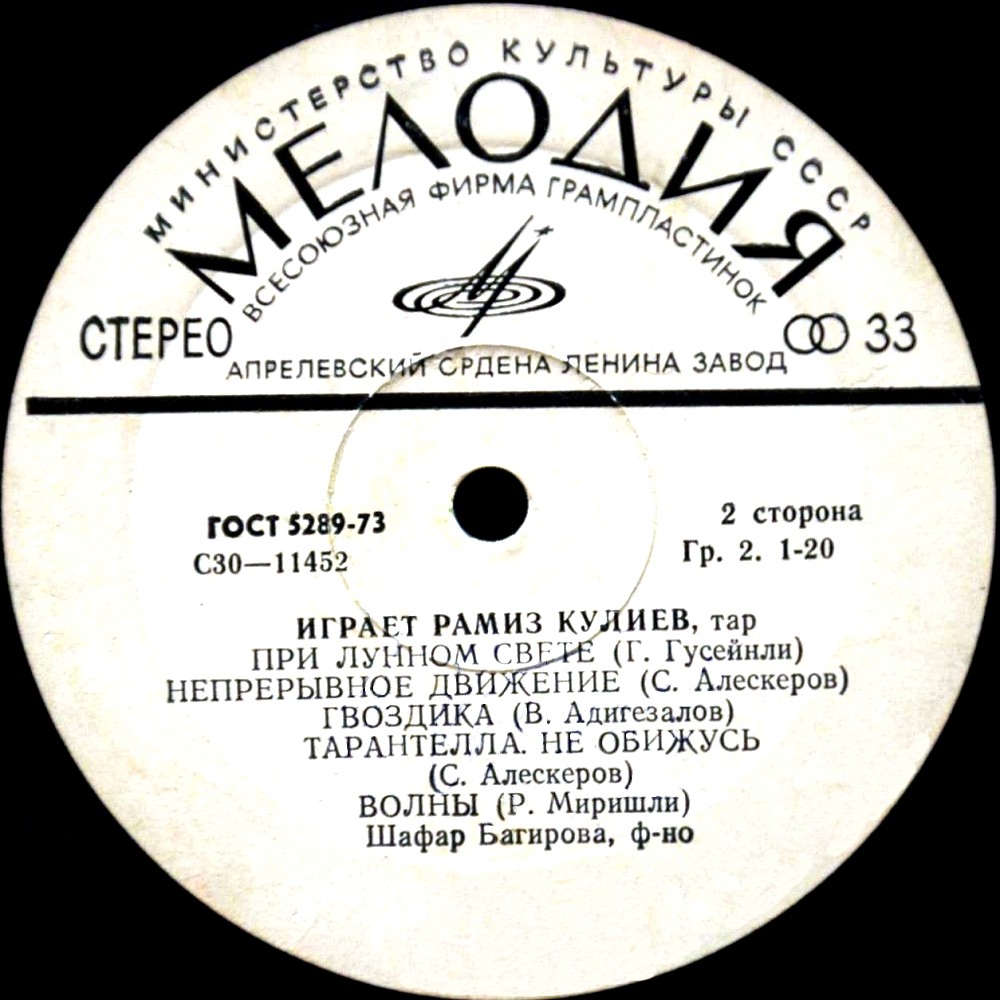 МИНИСТЕРСТВО КУЛЬТУРЫ СССР
МЕЛОДИЯ
ВСЕСОЮЗНАЯ ФИРМА ГРАМПЛАСТИНОК
СТЕРЕО
33
АПРЕЛЕВСКИЙ ОРДЕНА ЛЕНИНА ЗАВОД
ГОСТ 5289-73
2 сторона
С30—11452
Гр. 2. 1-20
ИГРАЕТ РАМИЗ КУЛИЕВ, тар
ПРИ ЛУННОМ СВЕТЕ (Г. Гусейнли)
НЕПРЕРЫВНОЕ ДВИЖЕНИЕ (С. Алескеров)
ГВОЗДИКА (В. Адигезалов)
ТАРАНТЕЛЛА. НЕ ОБИЖУСЬ
(С. Алескеров)
ВОЛНЫ (Р. Миришли)
Шафар Багирова, ф-но